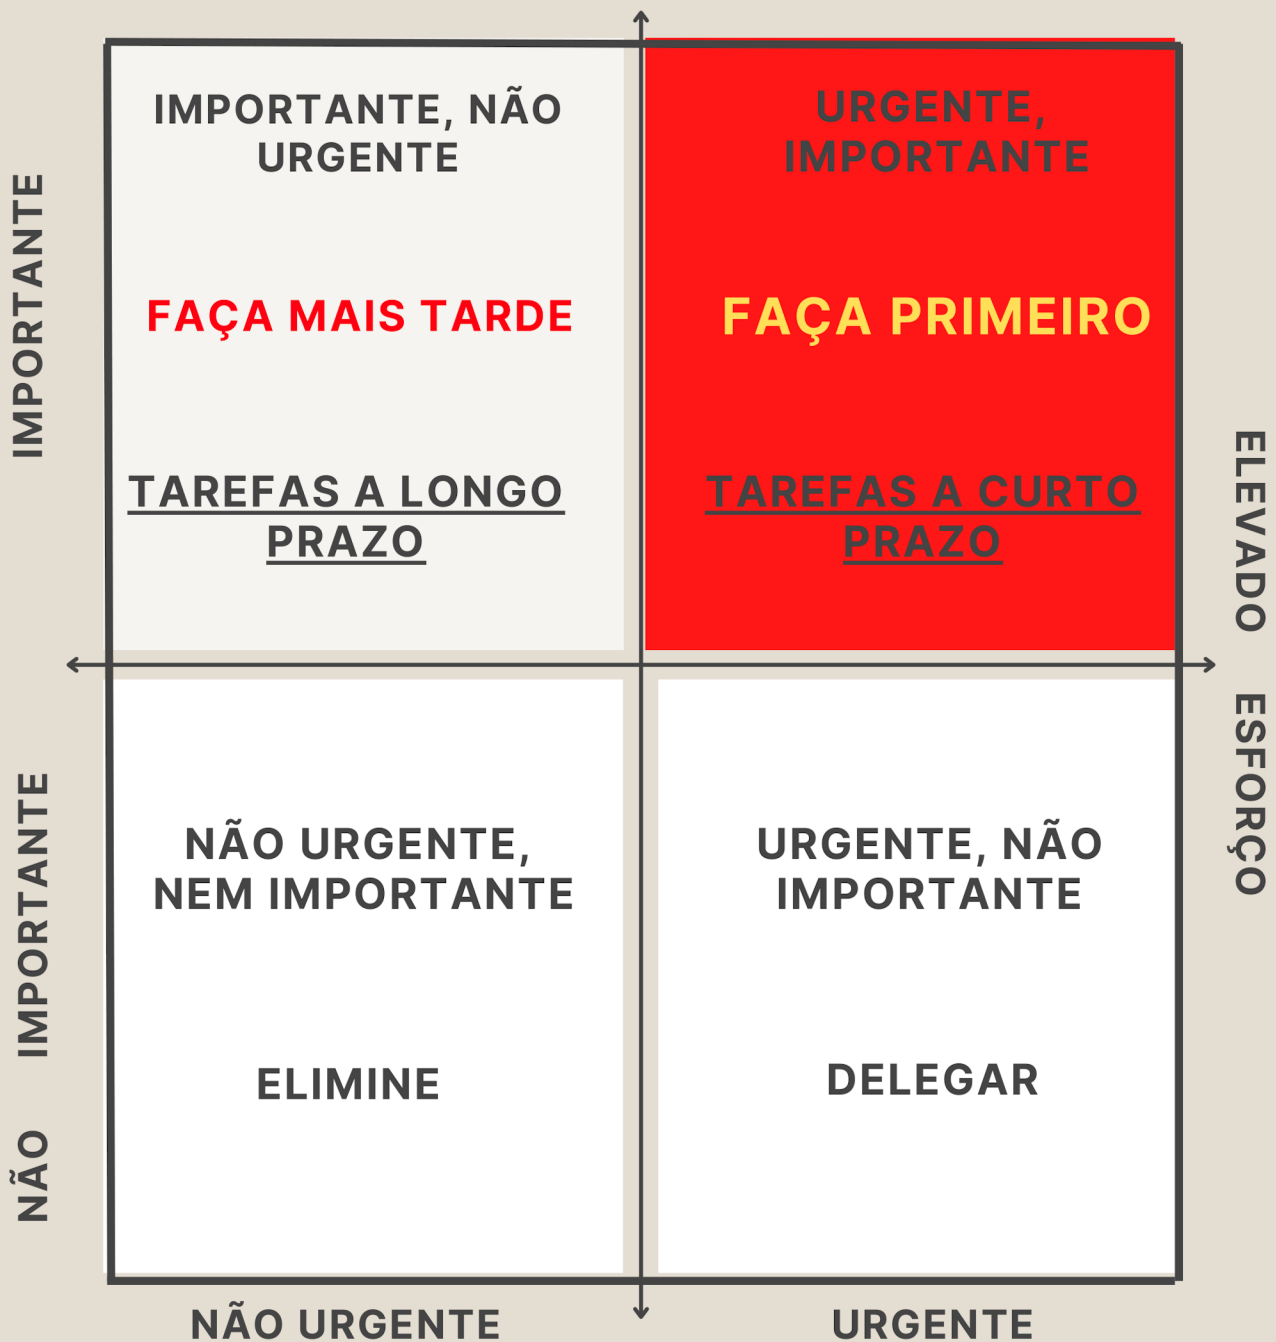 IMPORTANTE, NÃO
URGENTE
FAÇA MAIS TARDE
TAREFAS A LONGO
PRAZO
URGENTE,
IMPORTANTE
FAÇA PRIMEIRO
TAREFAS A CURTO
PRAZO
NÃO URGENTE,
NEM IMPORTANTE
ELIMINE
URGENTE, NÃO
IMPORTANTE
DELEGAR
IMPORTANTE
NÃO IMPORTANTE
ELEVADO ESFORÇO
NÃO URGENTE
URGENTE